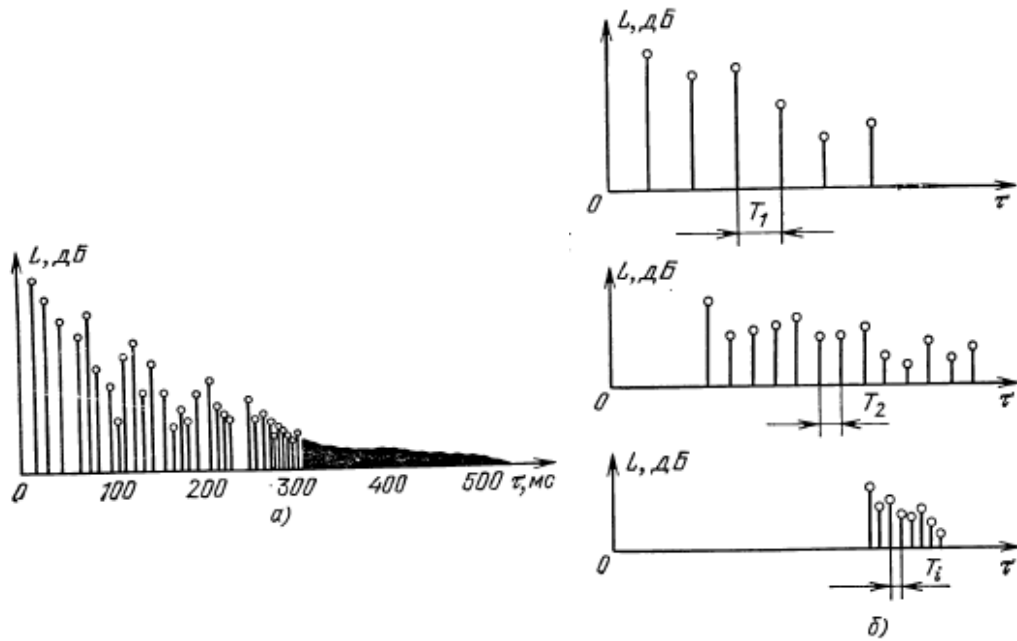 L, дБ
0 100 200 300 400 500 τ, мс
а)
L, дБ
0 T₁ τ
L, дБ
0 T₂ τ
L, дБ
0 Tᵢ τ
б)